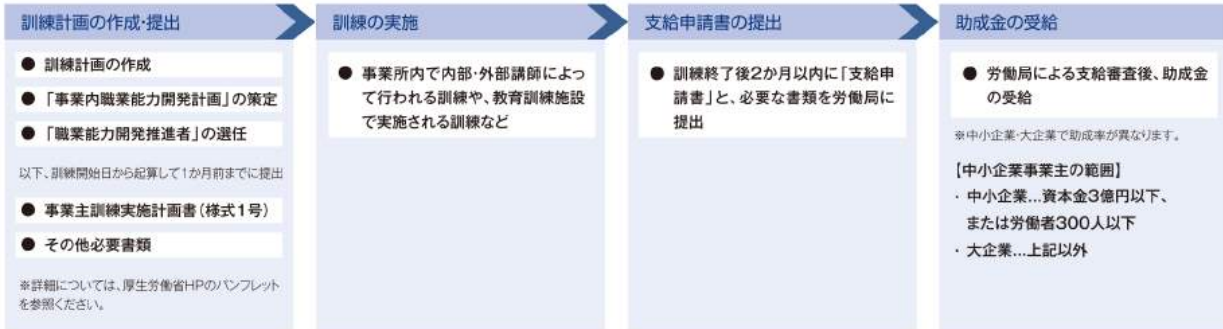 訓練計画の作成・提出
● 訓練計画の作成
● 「事業内職業能力開発計画」の策定
● 「職業能力開発推進者」の選任
以下、訓練開始日から起算して1か月前までに提出
● 事業主訓練実施計画書(様式1号)
● その他必要書類
※詳細については、厚生労働省HPのパンフレット
を参照ください。
訓練の実施
● 事業所内で内部・外部講師によっ
て行われる訓練や、教育訓練施設
で実施される訓練など
支給申請書の提出
● 訓練終了後2か月以内に「支給申
請書」と、必要な書類を労働局に
提出
助成金の受給
● 労働局による支給審査後、助成金
の受給
※中小企業・大企業で助成率が異なります。
【中小企業事業主の範囲】
・中小企業…資本金3億円以下、
または労働者300人以下
・大企業…上記以外